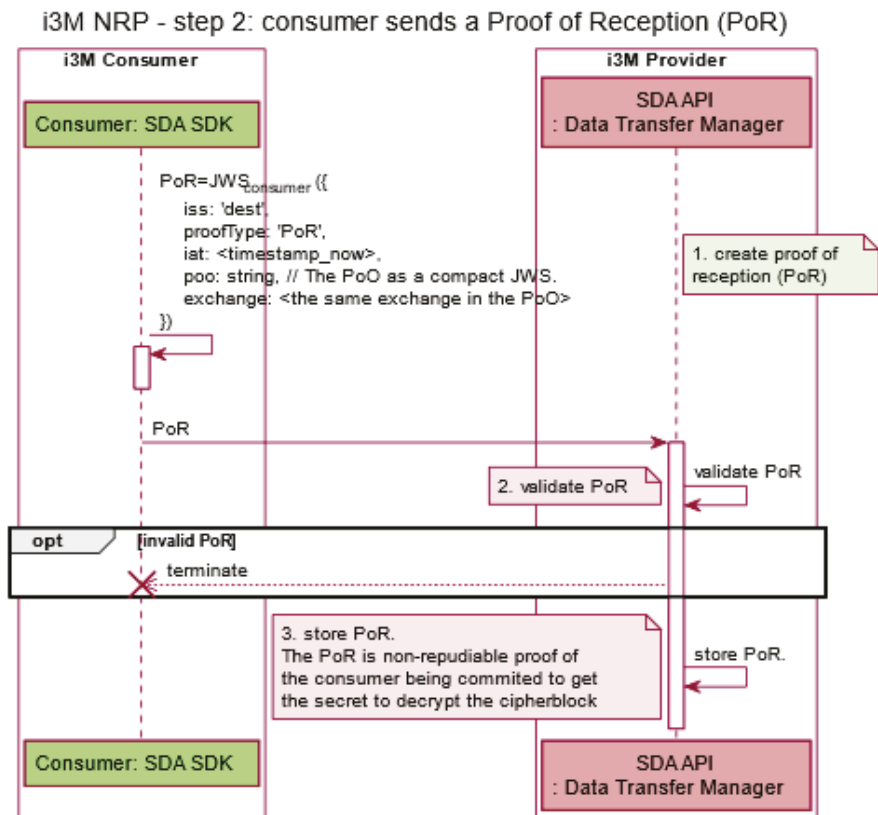 i3M NRP - step 2: consumer sends a Proof of Reception (PoR)
i3M Consumer
i3M Provider
Consumer: SDA SDK
SDA API
: Data Transfer Manager
PoR=JWSconsumer ({
iss: 'dest',
proofType: 'PoR',
iat: <timestamp_now>,
poo: string, // The PoO as a compact JWS.
exchange: <the same exchange in the PoO>
})
1. create proof of
reception (PoR)
PoR
validate PoR
2. validate PoR
opt
[invalid PoR]
terminate
3. store PoR.
The PoR is non-repudiable proof of
the consumer being commited to get
the secret to decrypt the cipherblock
store PoR.
Consumer: SDA SDK
SDA API
: Data Transfer Manager